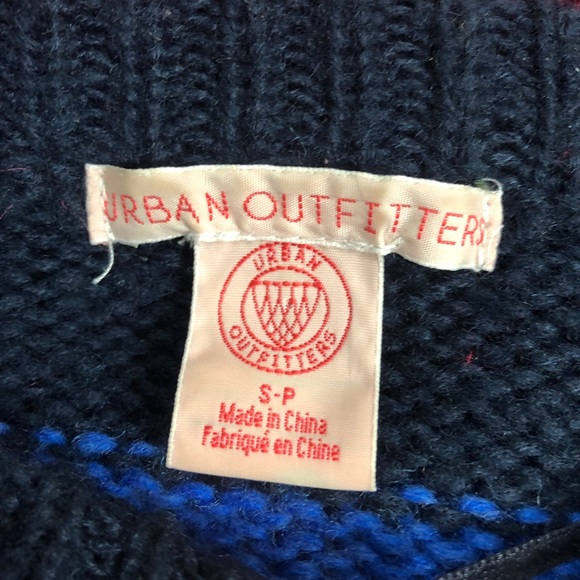 URBAN OUTFITTERS
URBAN
OUTFITTERS
S-P
Made in China
Fabriqué en Chine